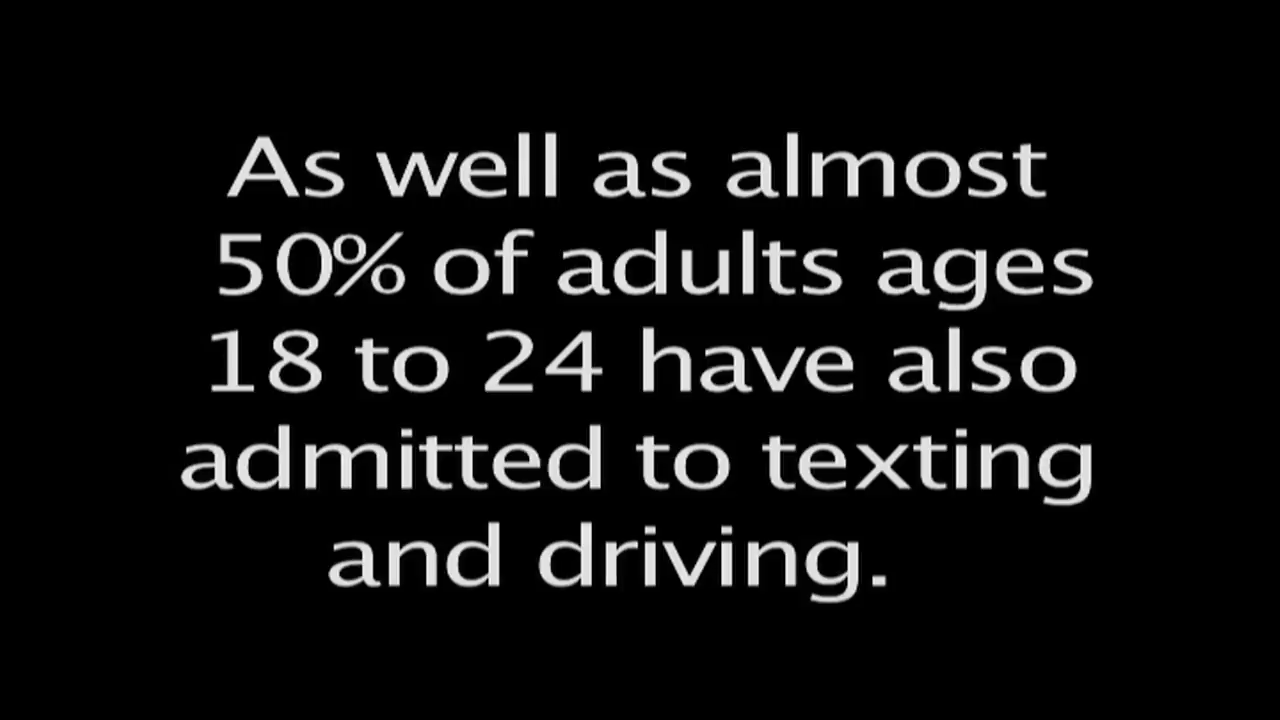 As well as almost
50% of adults ages
18 to 24 have also
admitted to texting
and driving.